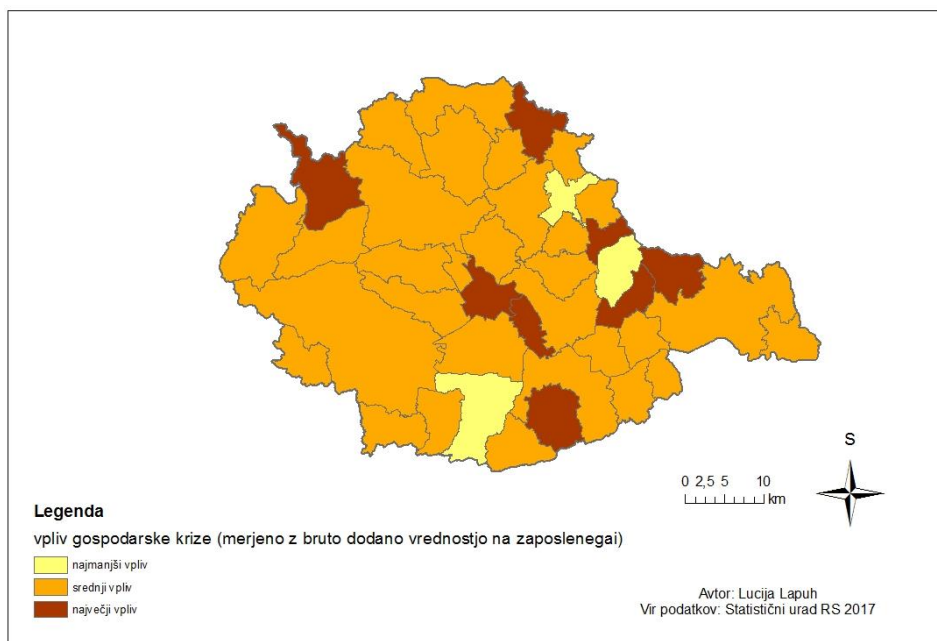 S
0 2,5 5 10
km
Legenda
vpliv gospodarske krize (merjeno z bruto dodano vrednostjo na zaposlenegai)
najmanjši vpliv
srednji vpliv
največji vpliv
Avtor: Lucija Lapuh
Vir podatkov: Statistični urad RS 2017